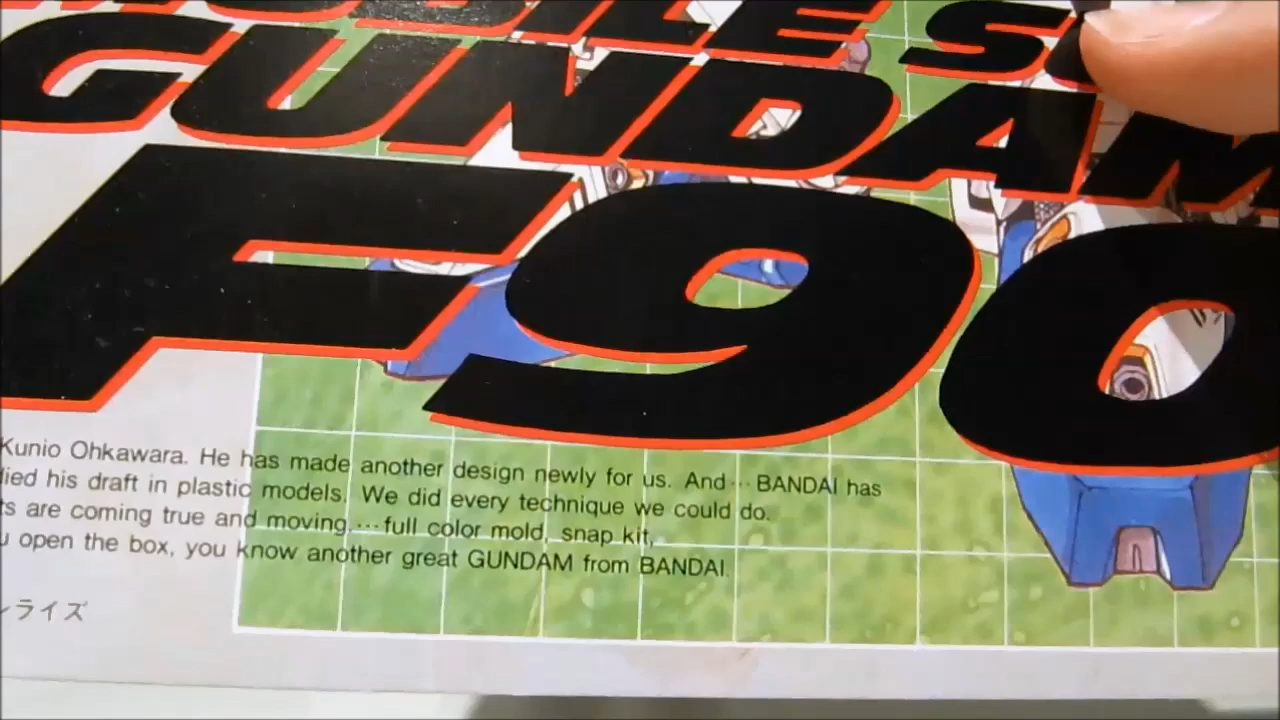 MOBILE S
GUNDAM
F90
Kunio Ohkawara. He has made another design newly for us. And··· BANDAI has
ied his draft in plastic models. We did every technique we could do.
ts are coming true and moving,···full color mold, snap kit,
open the box, you know another great GUNDAM from BANDAI.
ライズ